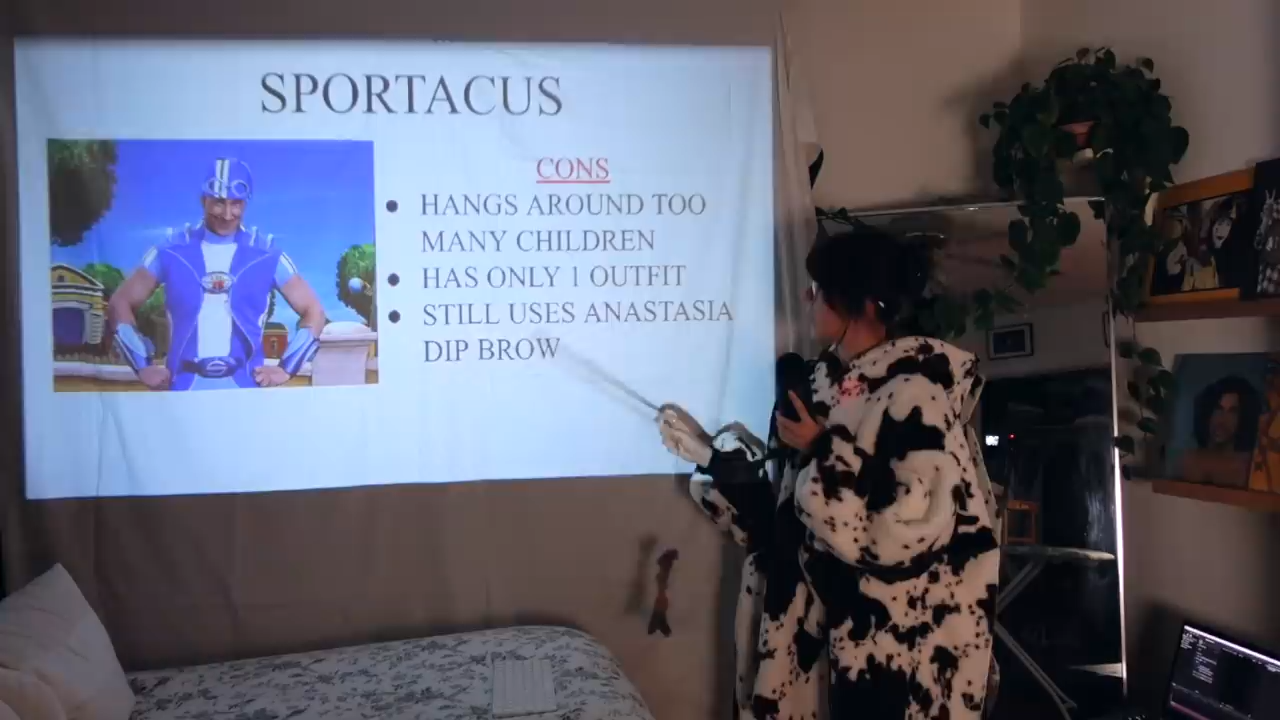 SPORTACUS
CONS
HANGS AROUND TOO
MANY CHILDREN
HAS ONLY 1 OUTFIT
STILL USES ANASTASIA
DIP BROW